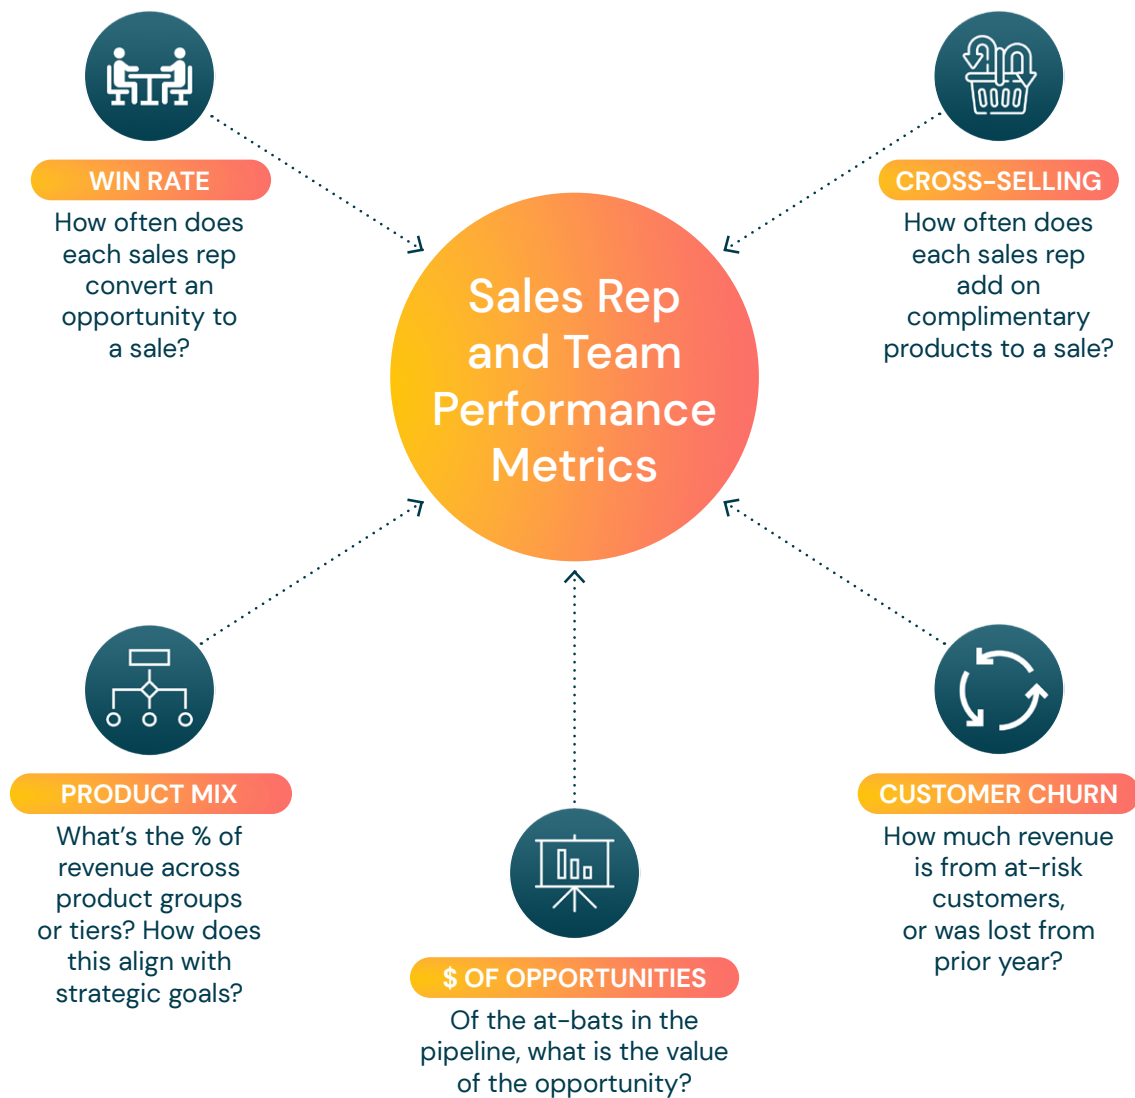 WIN RATE
How often does
each sales rep
convert an
opportunity to
a sale?
CROSS-SELLING
How often does
each sales rep
add on
complimentary
products to a sale?
Sales Rep
and Team
Performance
Metrics
PRODUCT MIX
What’s the % of
revenue across
product groups
or tiers? How does
this align with
strategic goals?
$ OF OPPORTUNITIES
Of the at-bats in the
pipeline, what is the value
of the opportunity?
CUSTOMER CHURN
How much revenue
is from at-risk
customers,
or was lost from
prior year?